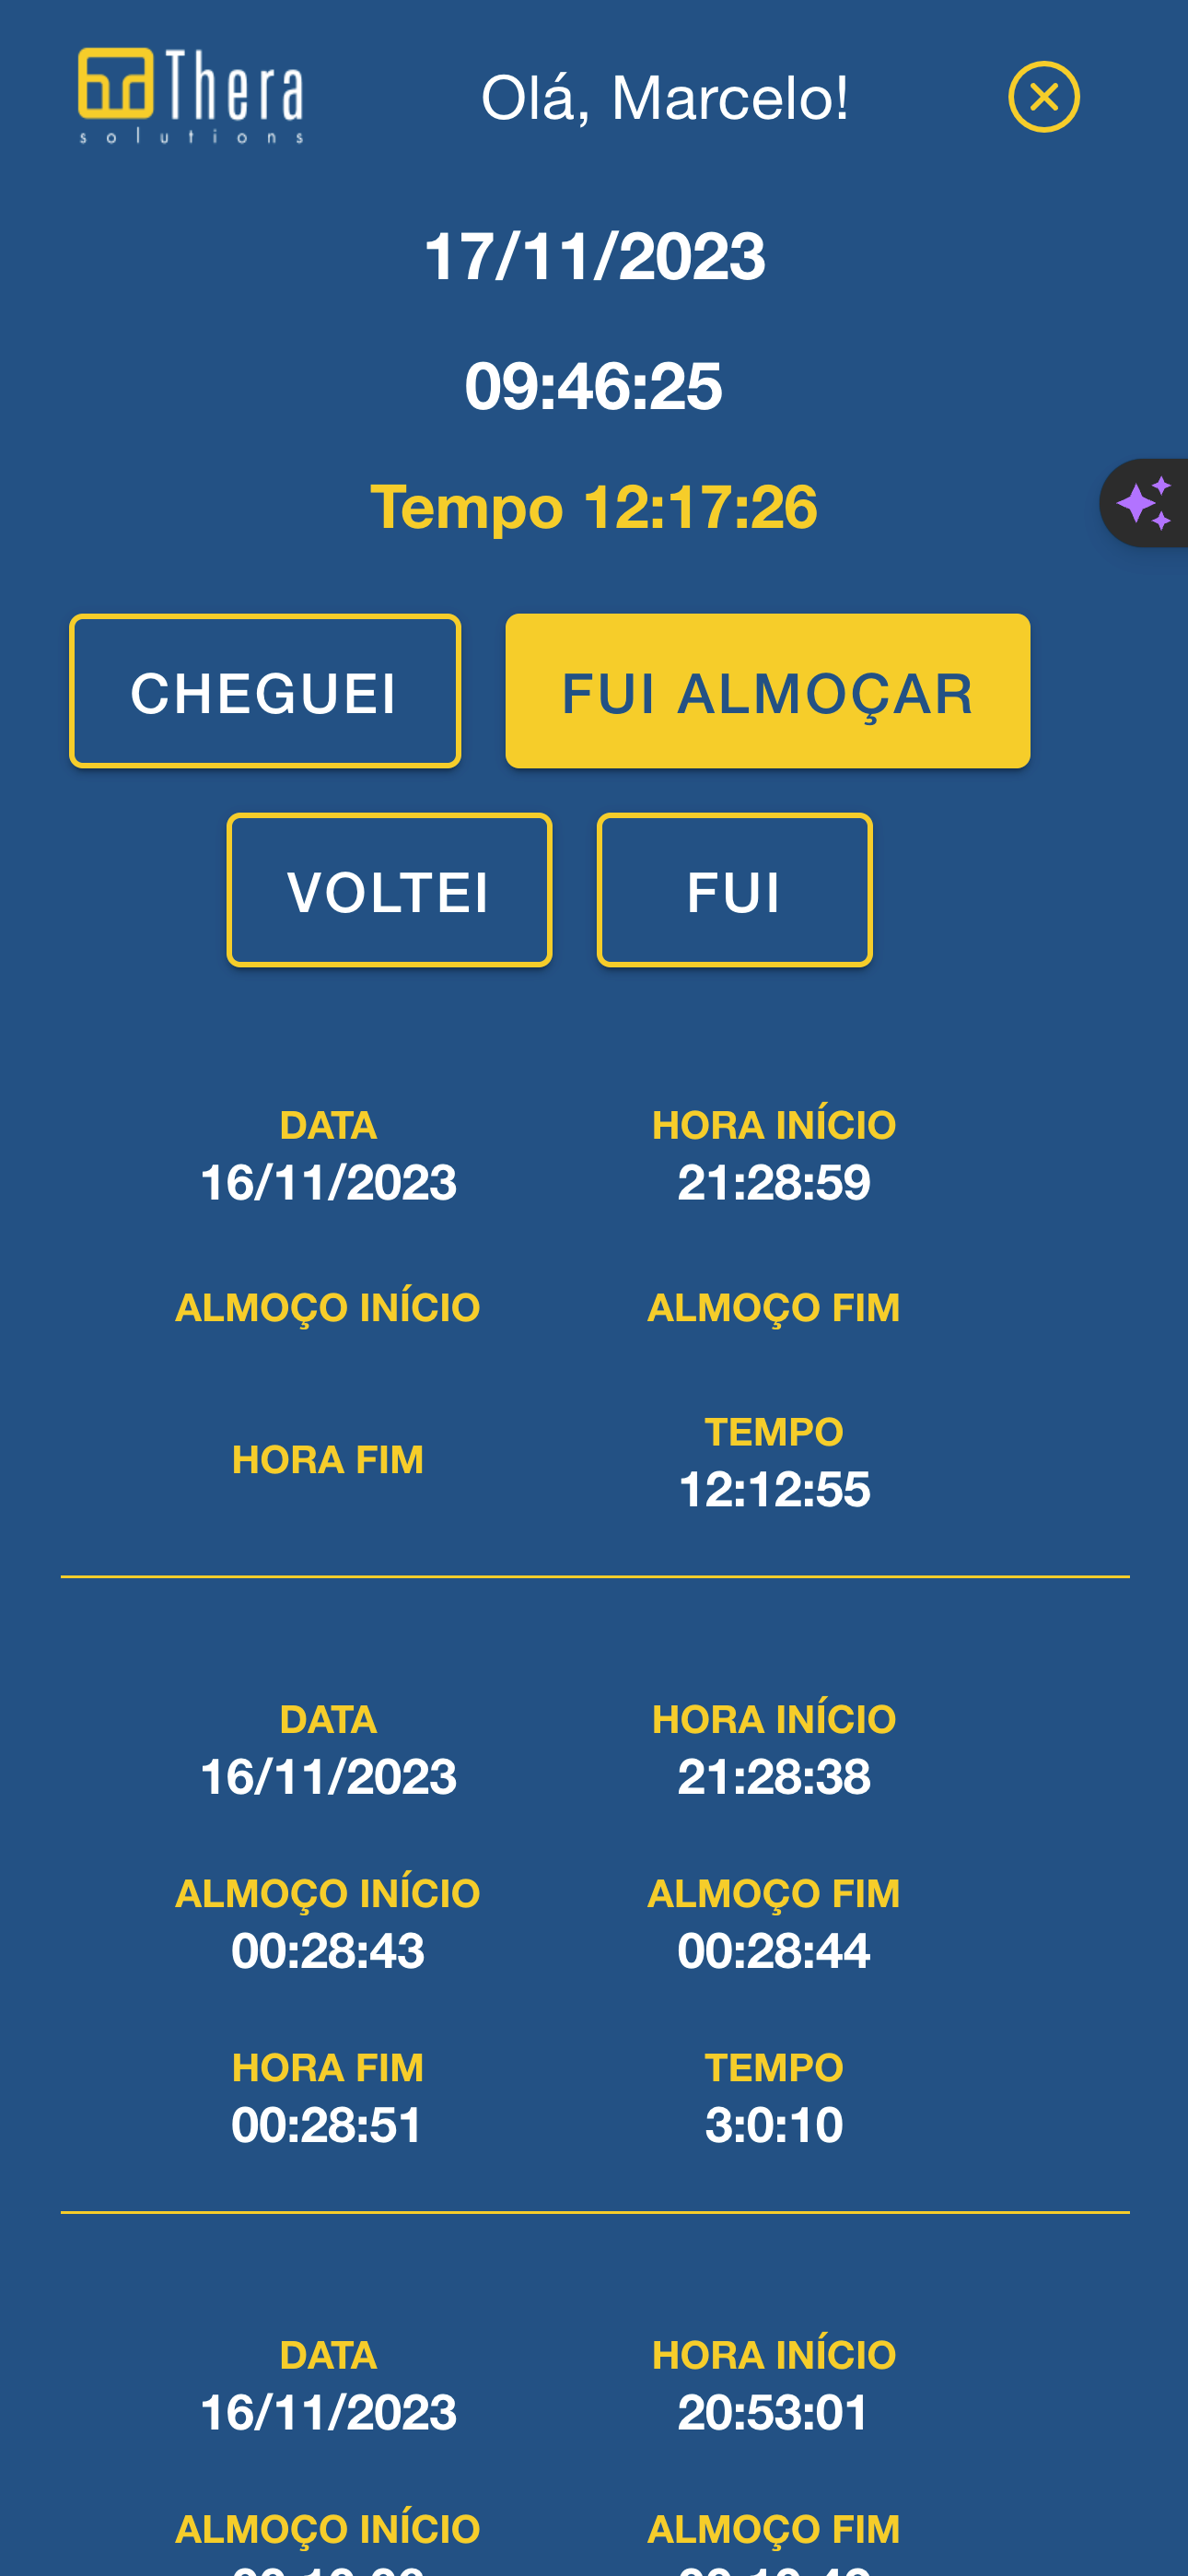 Thera
solutions
Olá, Marcelo!
17/11/2023
09:46:25
Tempo 12:17:26
CHEGUEI
FUI ALMOÇAR
VOLTEI
FUI
DATA
HORA INÍCIO
16/11/2023
21:28:59
ALMOÇO INÍCIO
ALMOÇO FIM
HORA FIM
TEMPO
12:12:55
DATA
HORA INÍCIO
16/11/2023
21:28:38
ALMOÇO INÍCIO
ALMOÇO FIM
00:28:43
00:28:44
HORA FIM
TEMPO
00:28:51
3:0:10
DATA
HORA INÍCIO
16/11/2023
20:53:01
ALMOÇO INÍCIO
ALMOÇO FIM